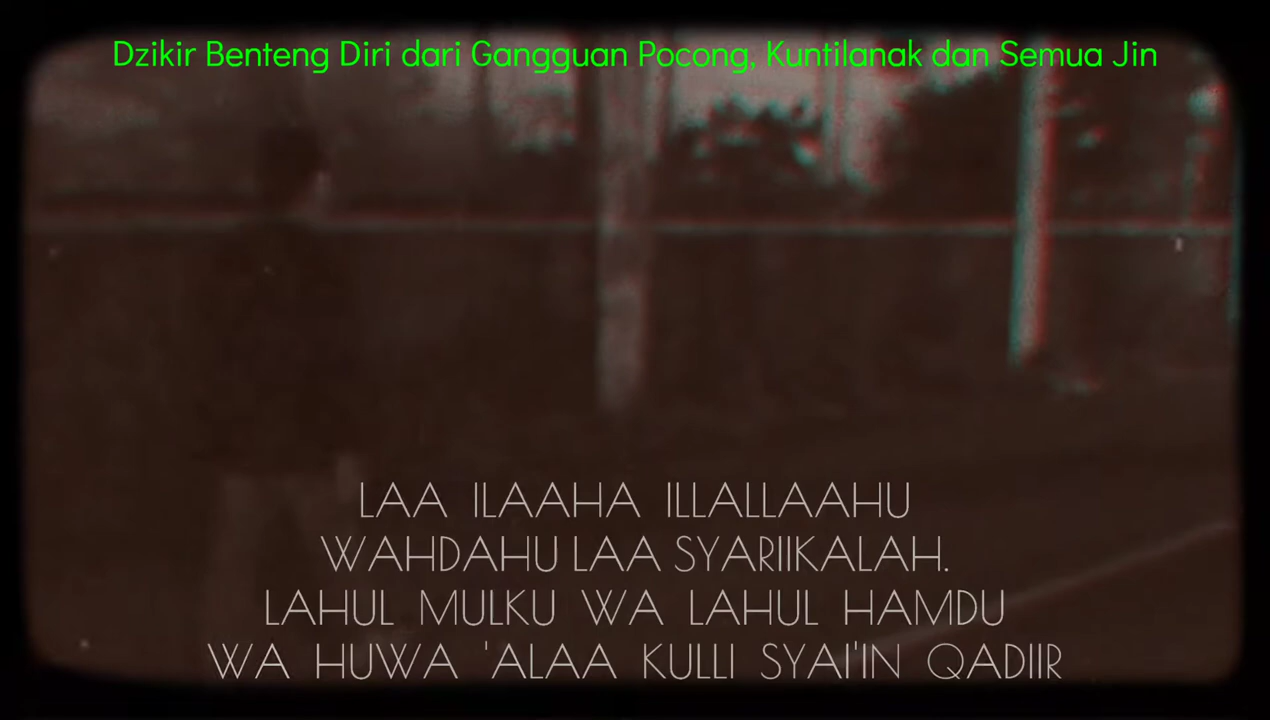 Dzikir Benteng Diri dari Gangguan Pocong, Kuntilanak dan Semua Jin
LAA ILAAHA ILLALLAAHU
WAHDAHU LAA SYARIIKALAH.
LAHUL MULKU WA LAHUL HAMDU
WA HUWA 'ALAA KULLI SYAI'IN QADIIR